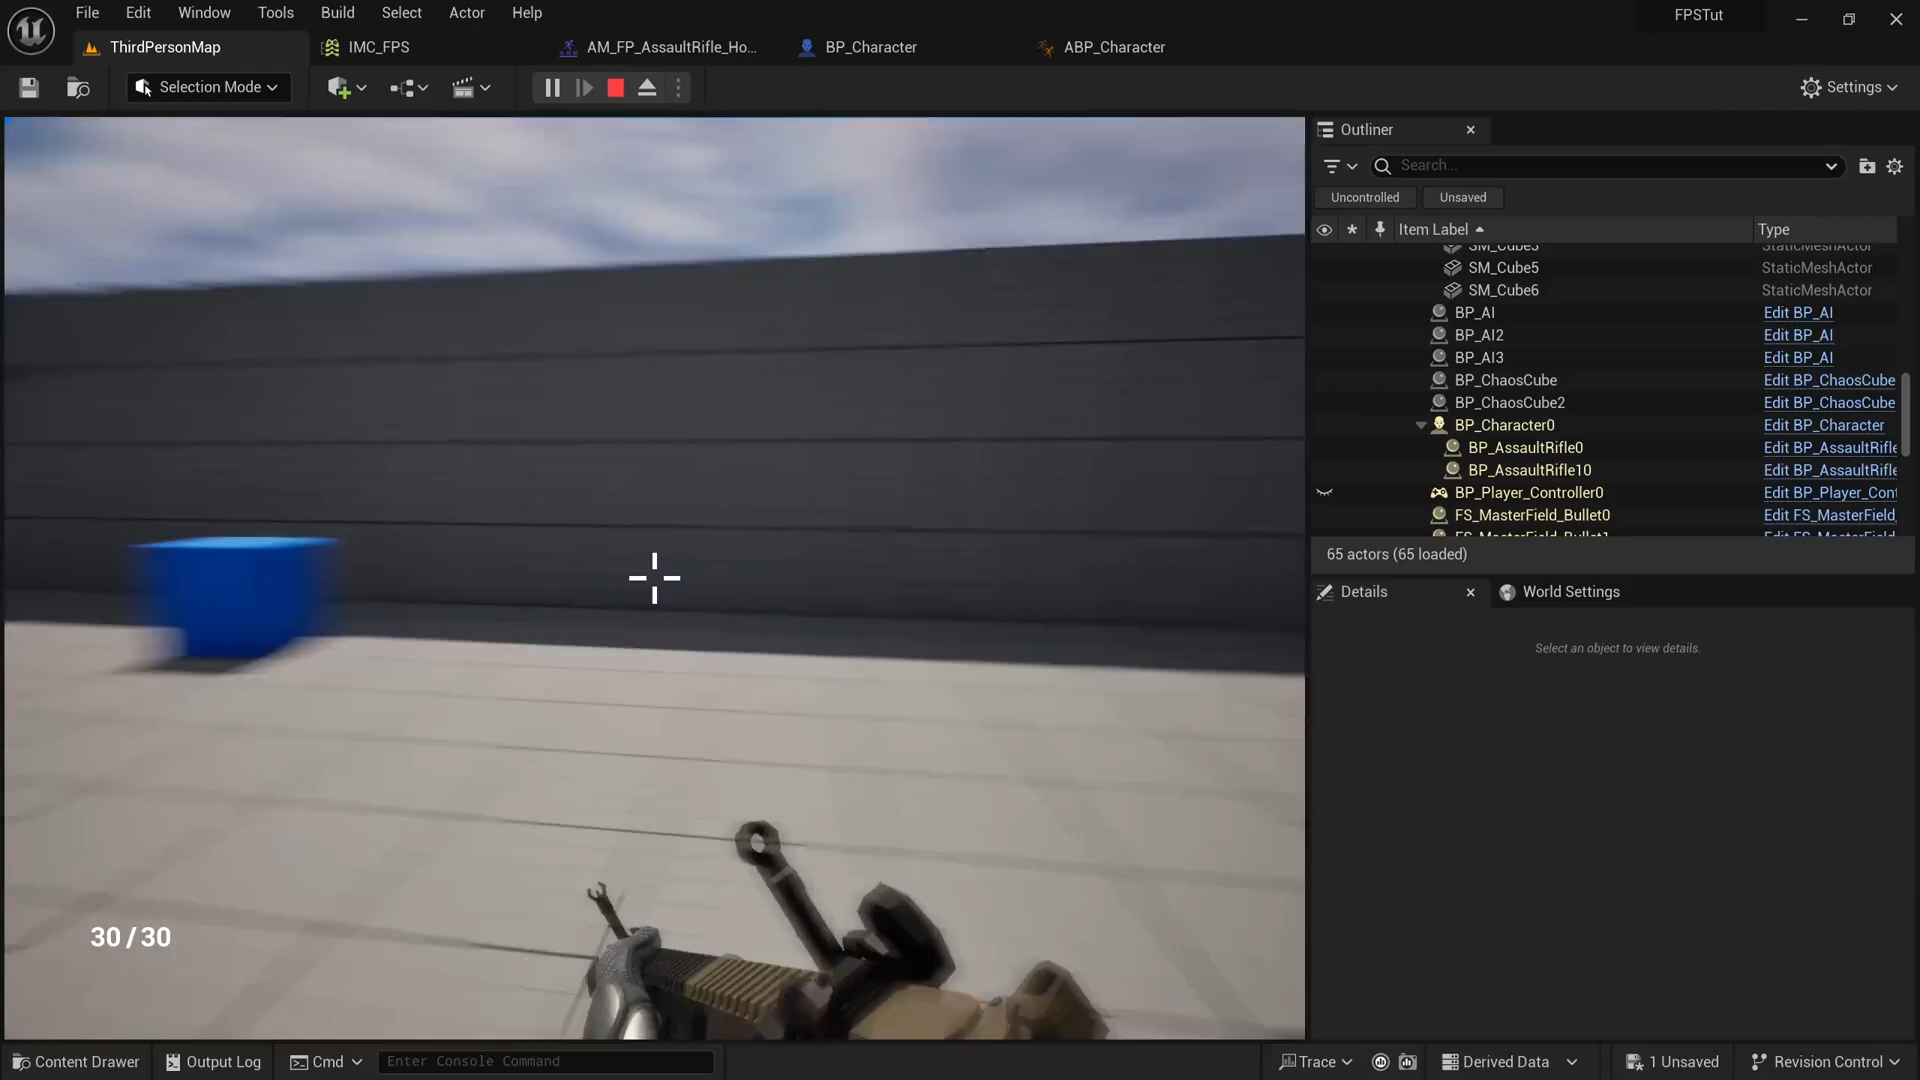 File Edit Window Tools Build Select Actor Help
FPSTut
ThirdPersonMap
IMC_FPS
AM_FP_AssaultRifle_Ho...
BP_Character
ABP_Character
Selection Mode
Settings
Outliner
Search...
Uncontrolled
Unsaved
Item Label
Type
SM_Cube5 StaticMeshActor
SM_Cube6 StaticMeshActor
BP_AI Edit BP_AI
BP_AI2 Edit BP_AI
BP_AI3 Edit BP_AI
BP_ChaosCube Edit BP_ChaosCube
BP_ChaosCube2 Edit BP_ChaosCube
BP_Character0 Edit BP_Character
BP_AssaultRifle0 Edit BP_AssaultRifle
BP_AssaultRifle10 Edit BP_AssaultRifle
BP_Player_Controller0 Edit BP_Player_Cont
FS_MasterField_Bullet0 Edit FS_MasterField_
65 actors (65 loaded)
Details
World Settings
Select an object to view details.
30 / 30
Content Drawer
Output Log
Cmd
Enter Console Command
Trace
Derived Data
1 Unsaved
Revision Control